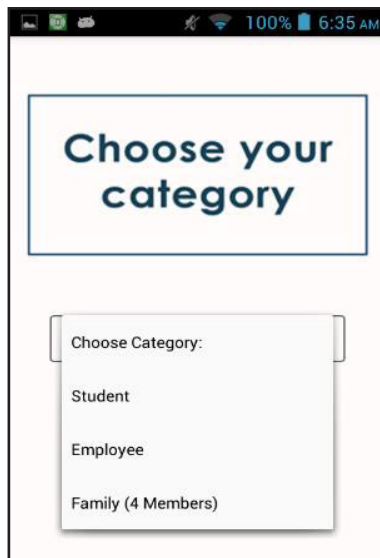 100% 6:35 AM
Choose your
category
Choose Category:
Student
Employee
Family (4 Members)